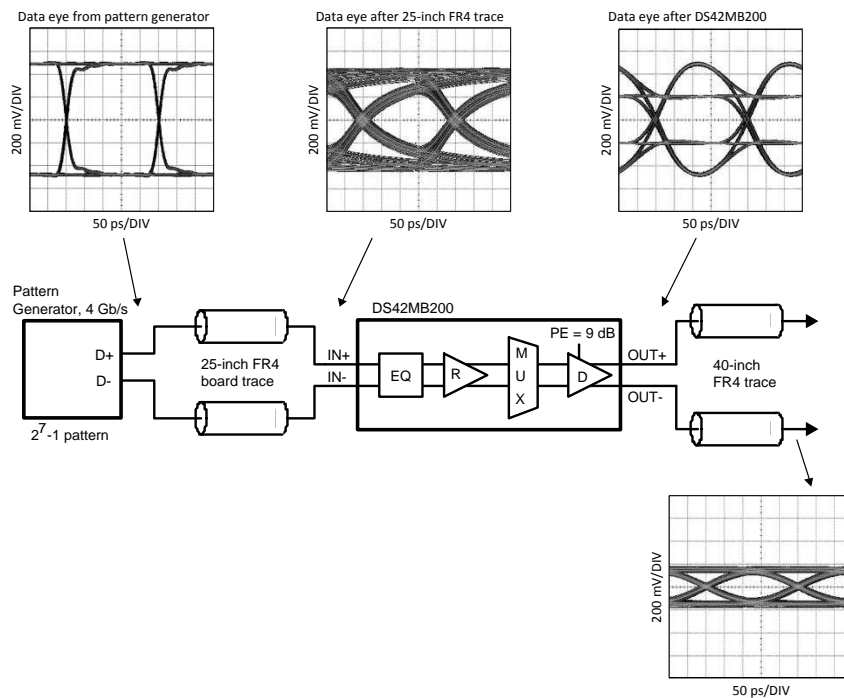 Data eye from pattern generator
Data eye after 25-inch FR4 trace
Data eye after DS42MB200
200 mV/DIV
200 mV/DIV
200 mV/DIV
50 ps/DIV
50 ps/DIV
50 ps/DIV
Pattern
Generator, 4 Gb/s
DS42MB200
D+
D-
25-inch FR4
board trace
IN+
IN-
EQ
R
M
U
X
PE = 9 dB
D
OUT+
OUT-
40-inch
FR4 trace
2^7-1 pattern
200 mV/DIV
50 ps/DIV